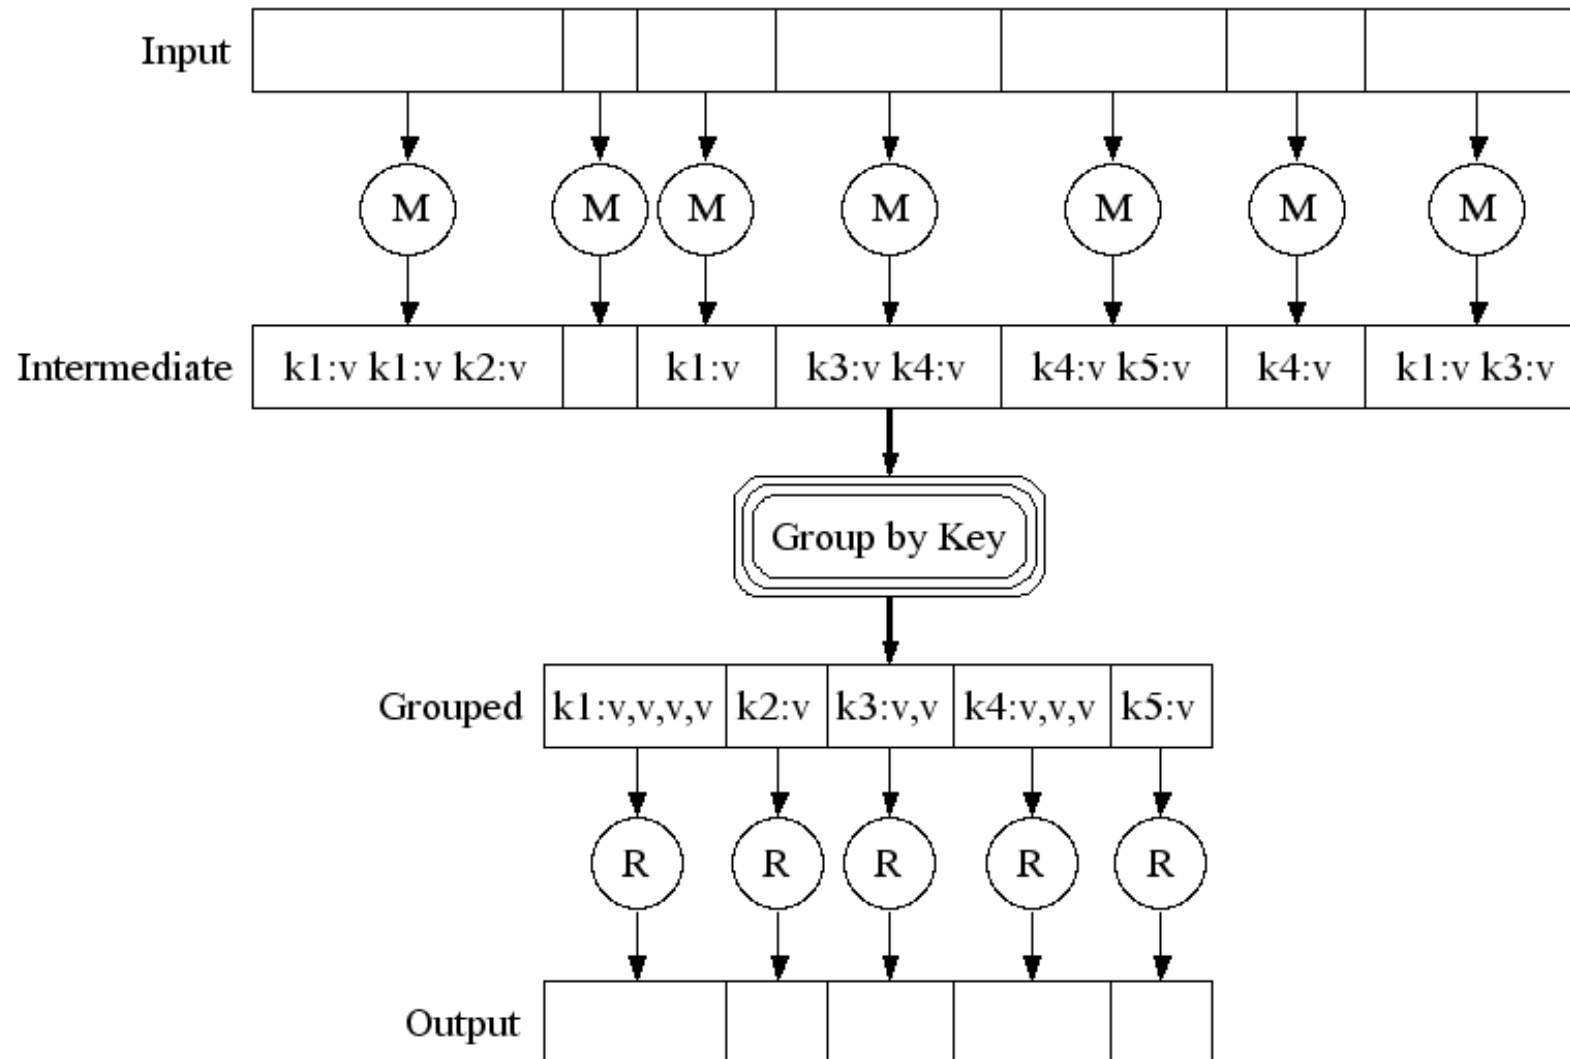 Input
M M M M M M M
Intermediate k1:v k1:v k2:v k1:v k3:v k4:v k4:v k5:v k4:v k1:v k3:v
Group by Key
Grouped k1:v,v,v,v k2:v k3:v,v k4:v,v,v k5:v
R R R R R
Output